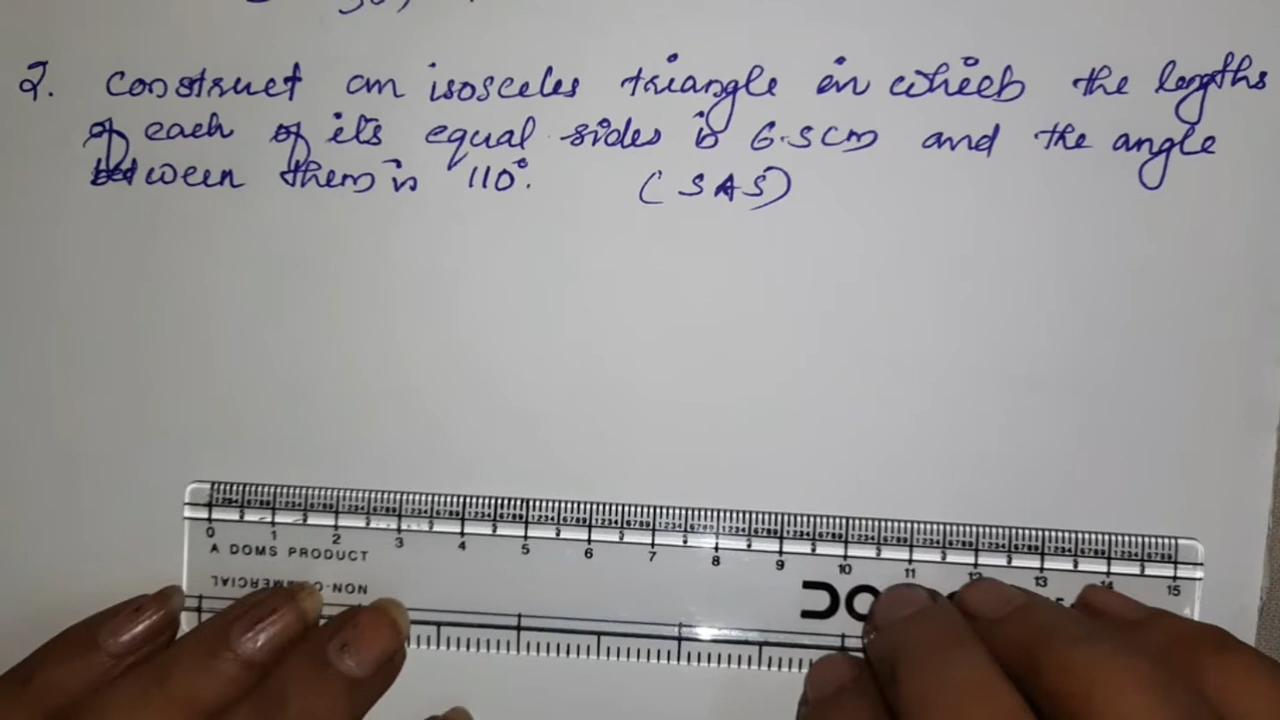 2. construct an isosceles triangle in which the lengths
of each of its equal sides is 6.5cm and the angle
between them is 110°. (SAS)
0 1 2 3 4 5 6 7 8 9 10 11 12 13 14 15
A DOMS PRODUCT
NON-COMMERCIAL
DO